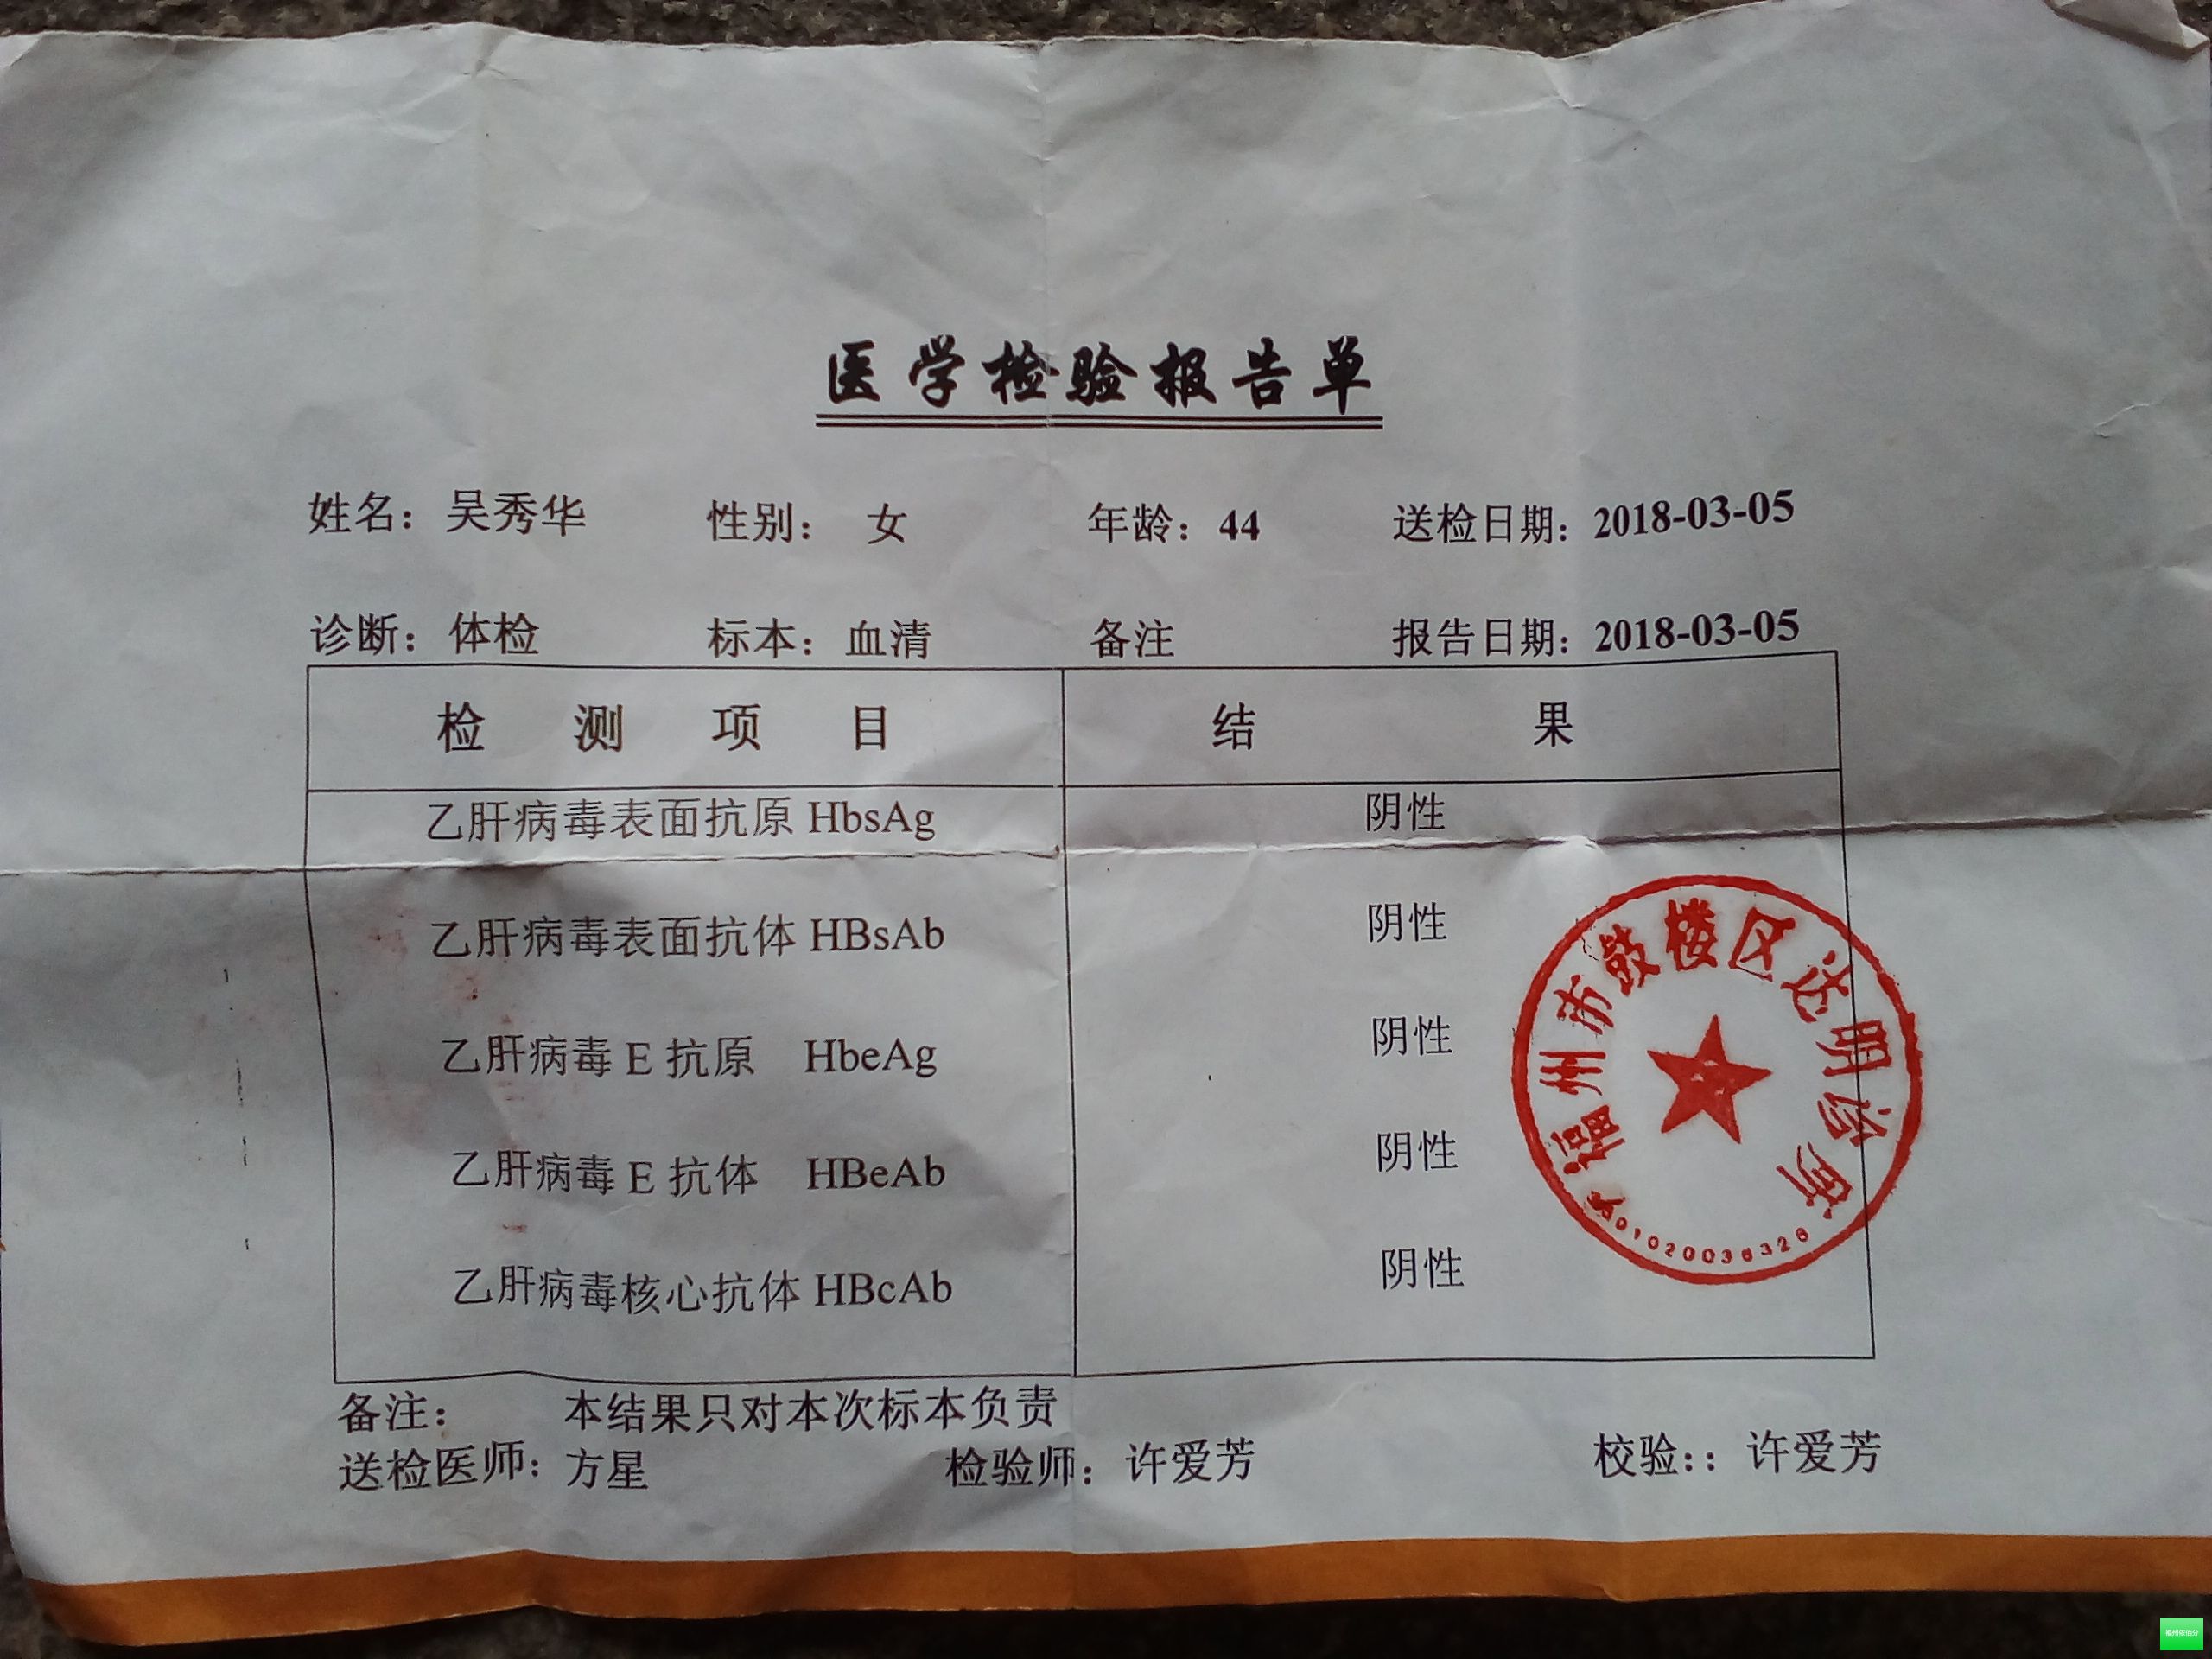 医学检验报告单
姓名：吴秀华 性别： 女 年龄：44 送检日期：2018-03-05
诊断：体检 标本：血清 备注 报告日期：2018-03-05
检 测 项 目 结 果
乙肝病毒表面抗原 HbsAg 阴性
乙肝病毒表面抗体 HBsAb 阴性
乙肝病毒 E 抗原 HbeAg 阴性
乙肝病毒 E 抗体 HBeAb 阴性
乙肝病毒核心抗体 HBcAb 阴性
福州市鼓楼区达明诊
备注： 本结果只对本次标本负责
送检医师：方星 检验师：许爱芳 校验:：许爱芳